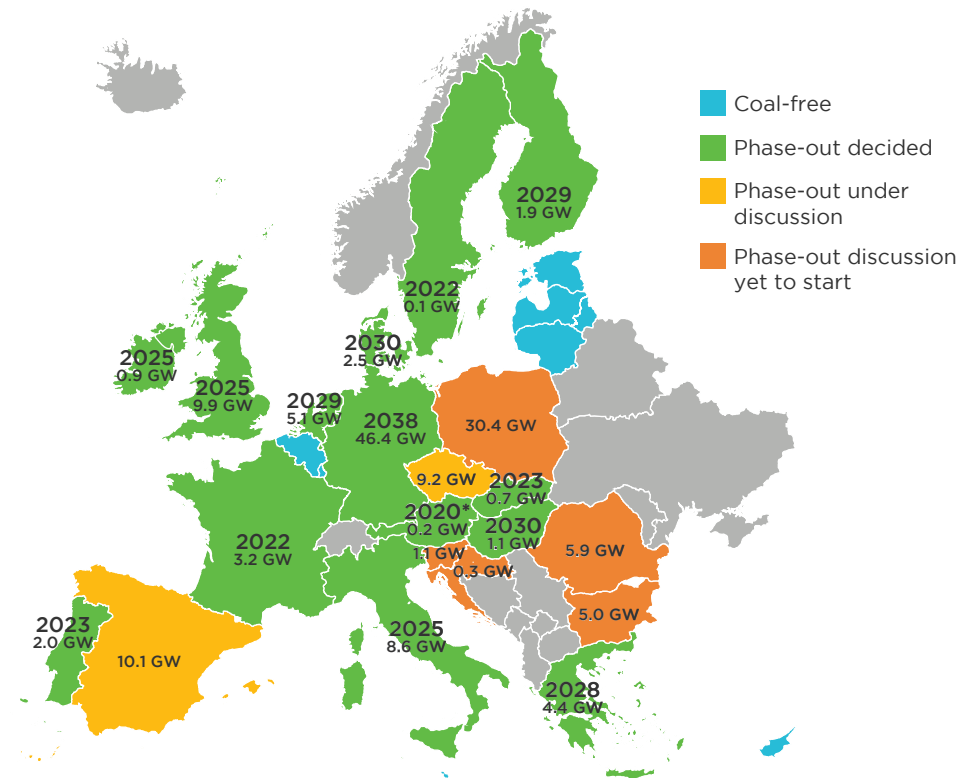 Coal-free
Phase-out decided
Phase-out under
discussion
Phase-out discussion
yet to start
2029
1.9 GW
2022
0.1 GW
2030
2.5 GW
2025
0.9 GW
2025
9.9 GW
2029
5.1 GW
2038
46.4 GW
30.4 GW
9.2 GW
2023
0.7 GW
2020*
0.2 GW
2030
1.1 GW
2022
3.2 GW
1.1 GW
0.3 GW
5.9 GW
5.0 GW
2023
2.0 GW
10.1 GW
2025
8.6 GW
2028
4.4 GW